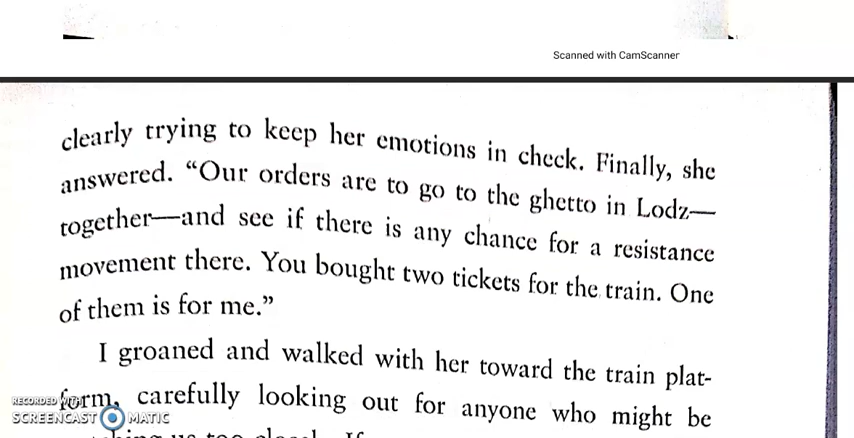 Scanned with CamScanner
clearly trying to keep her emotions in check. Finally, she
answered. “Our orders are to go to the ghetto in Lodz—
together—and see if there is any chance for a resistance
movement there. You bought two tickets for the train. One
of them is for me.”
I groaned and walked with her toward the train plat-
form, carefully looking out for anyone who might be
RECORDED WITH
SCREENCAST MATIC
us too If